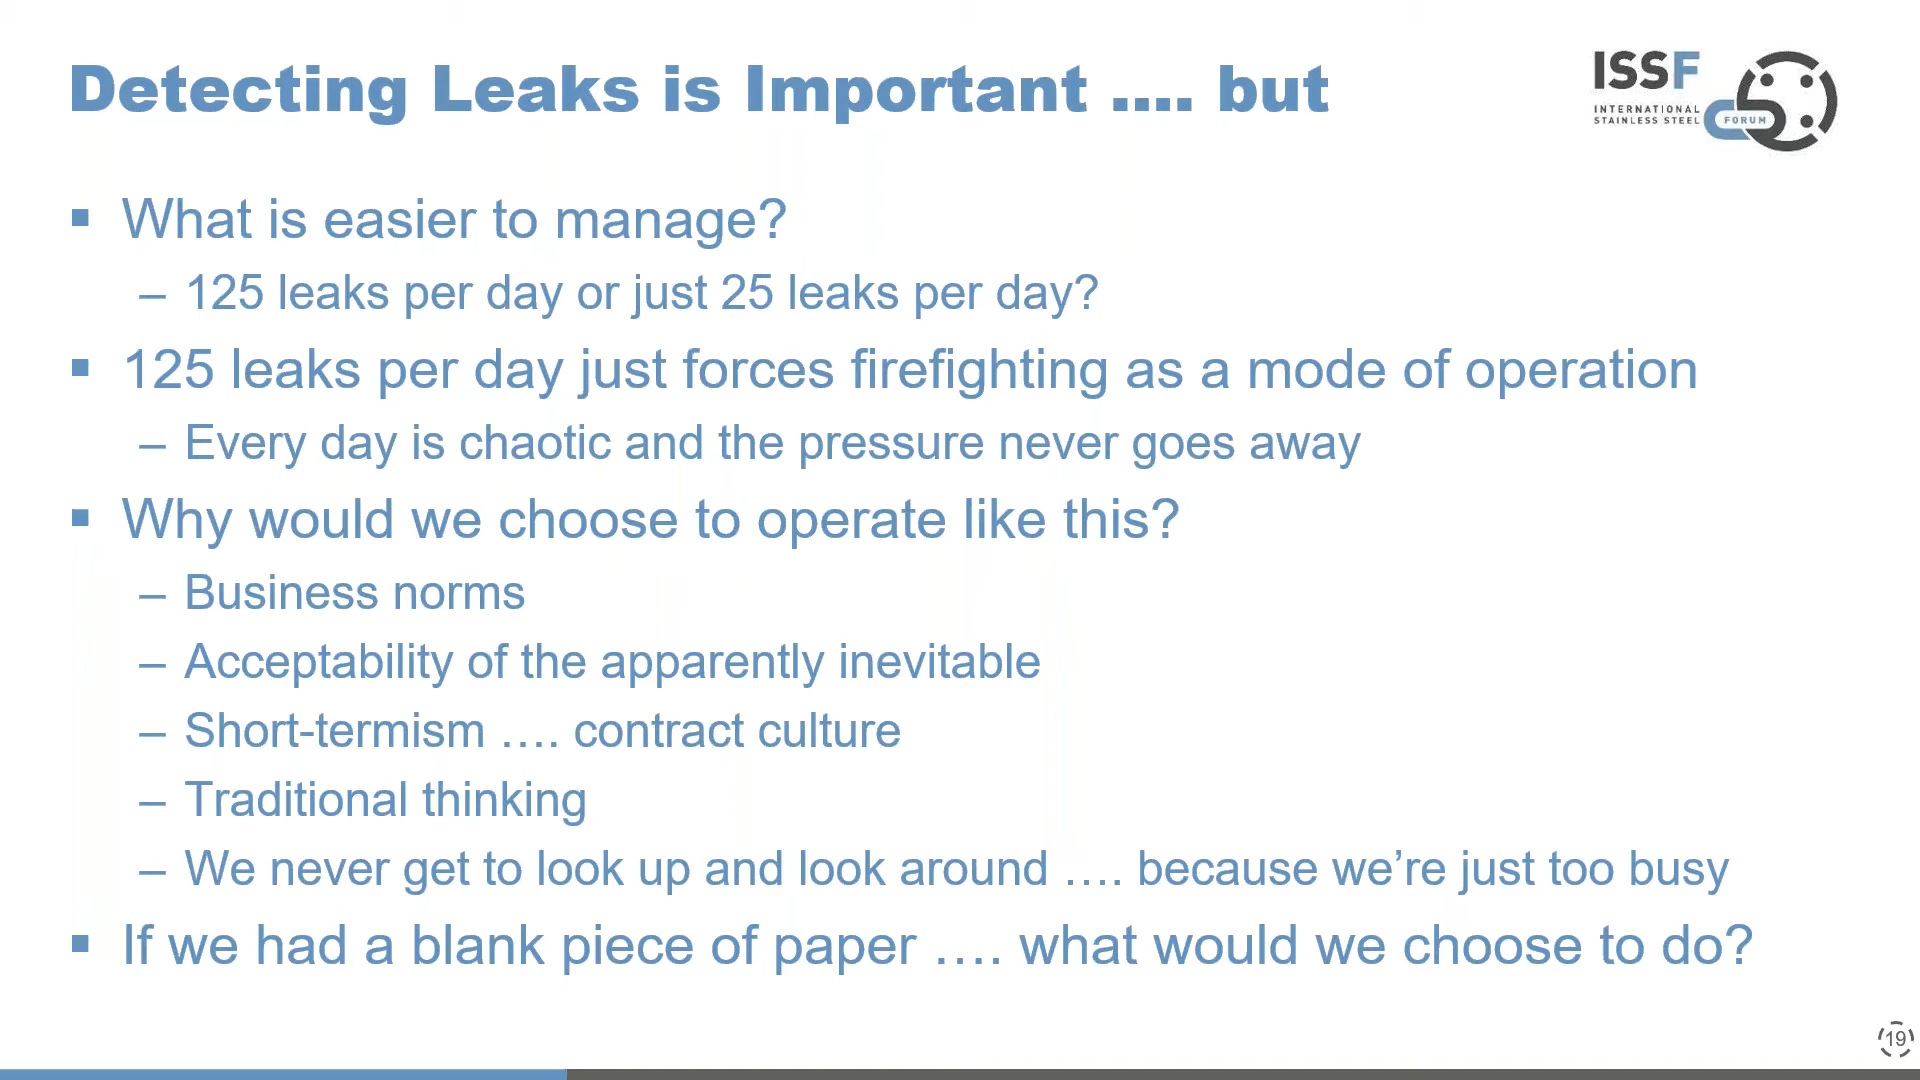 Detecting Leaks is Important .... but
ISSF
INTERNATIONAL
STAINLESS STEEL
FORUM
▪ What is easier to manage?
– 125 leaks per day or just 25 leaks per day?
▪ 125 leaks per day just forces firefighting as a mode of operation
– Every day is chaotic and the pressure never goes away
▪ Why would we choose to operate like this?
– Business norms
– Acceptability of the apparently inevitable
– Short-termism …. contract culture
– Traditional thinking
– We never get to look up and look around …. because we’re just too busy
▪ If we had a blank piece of paper …. what would we choose to do?
19